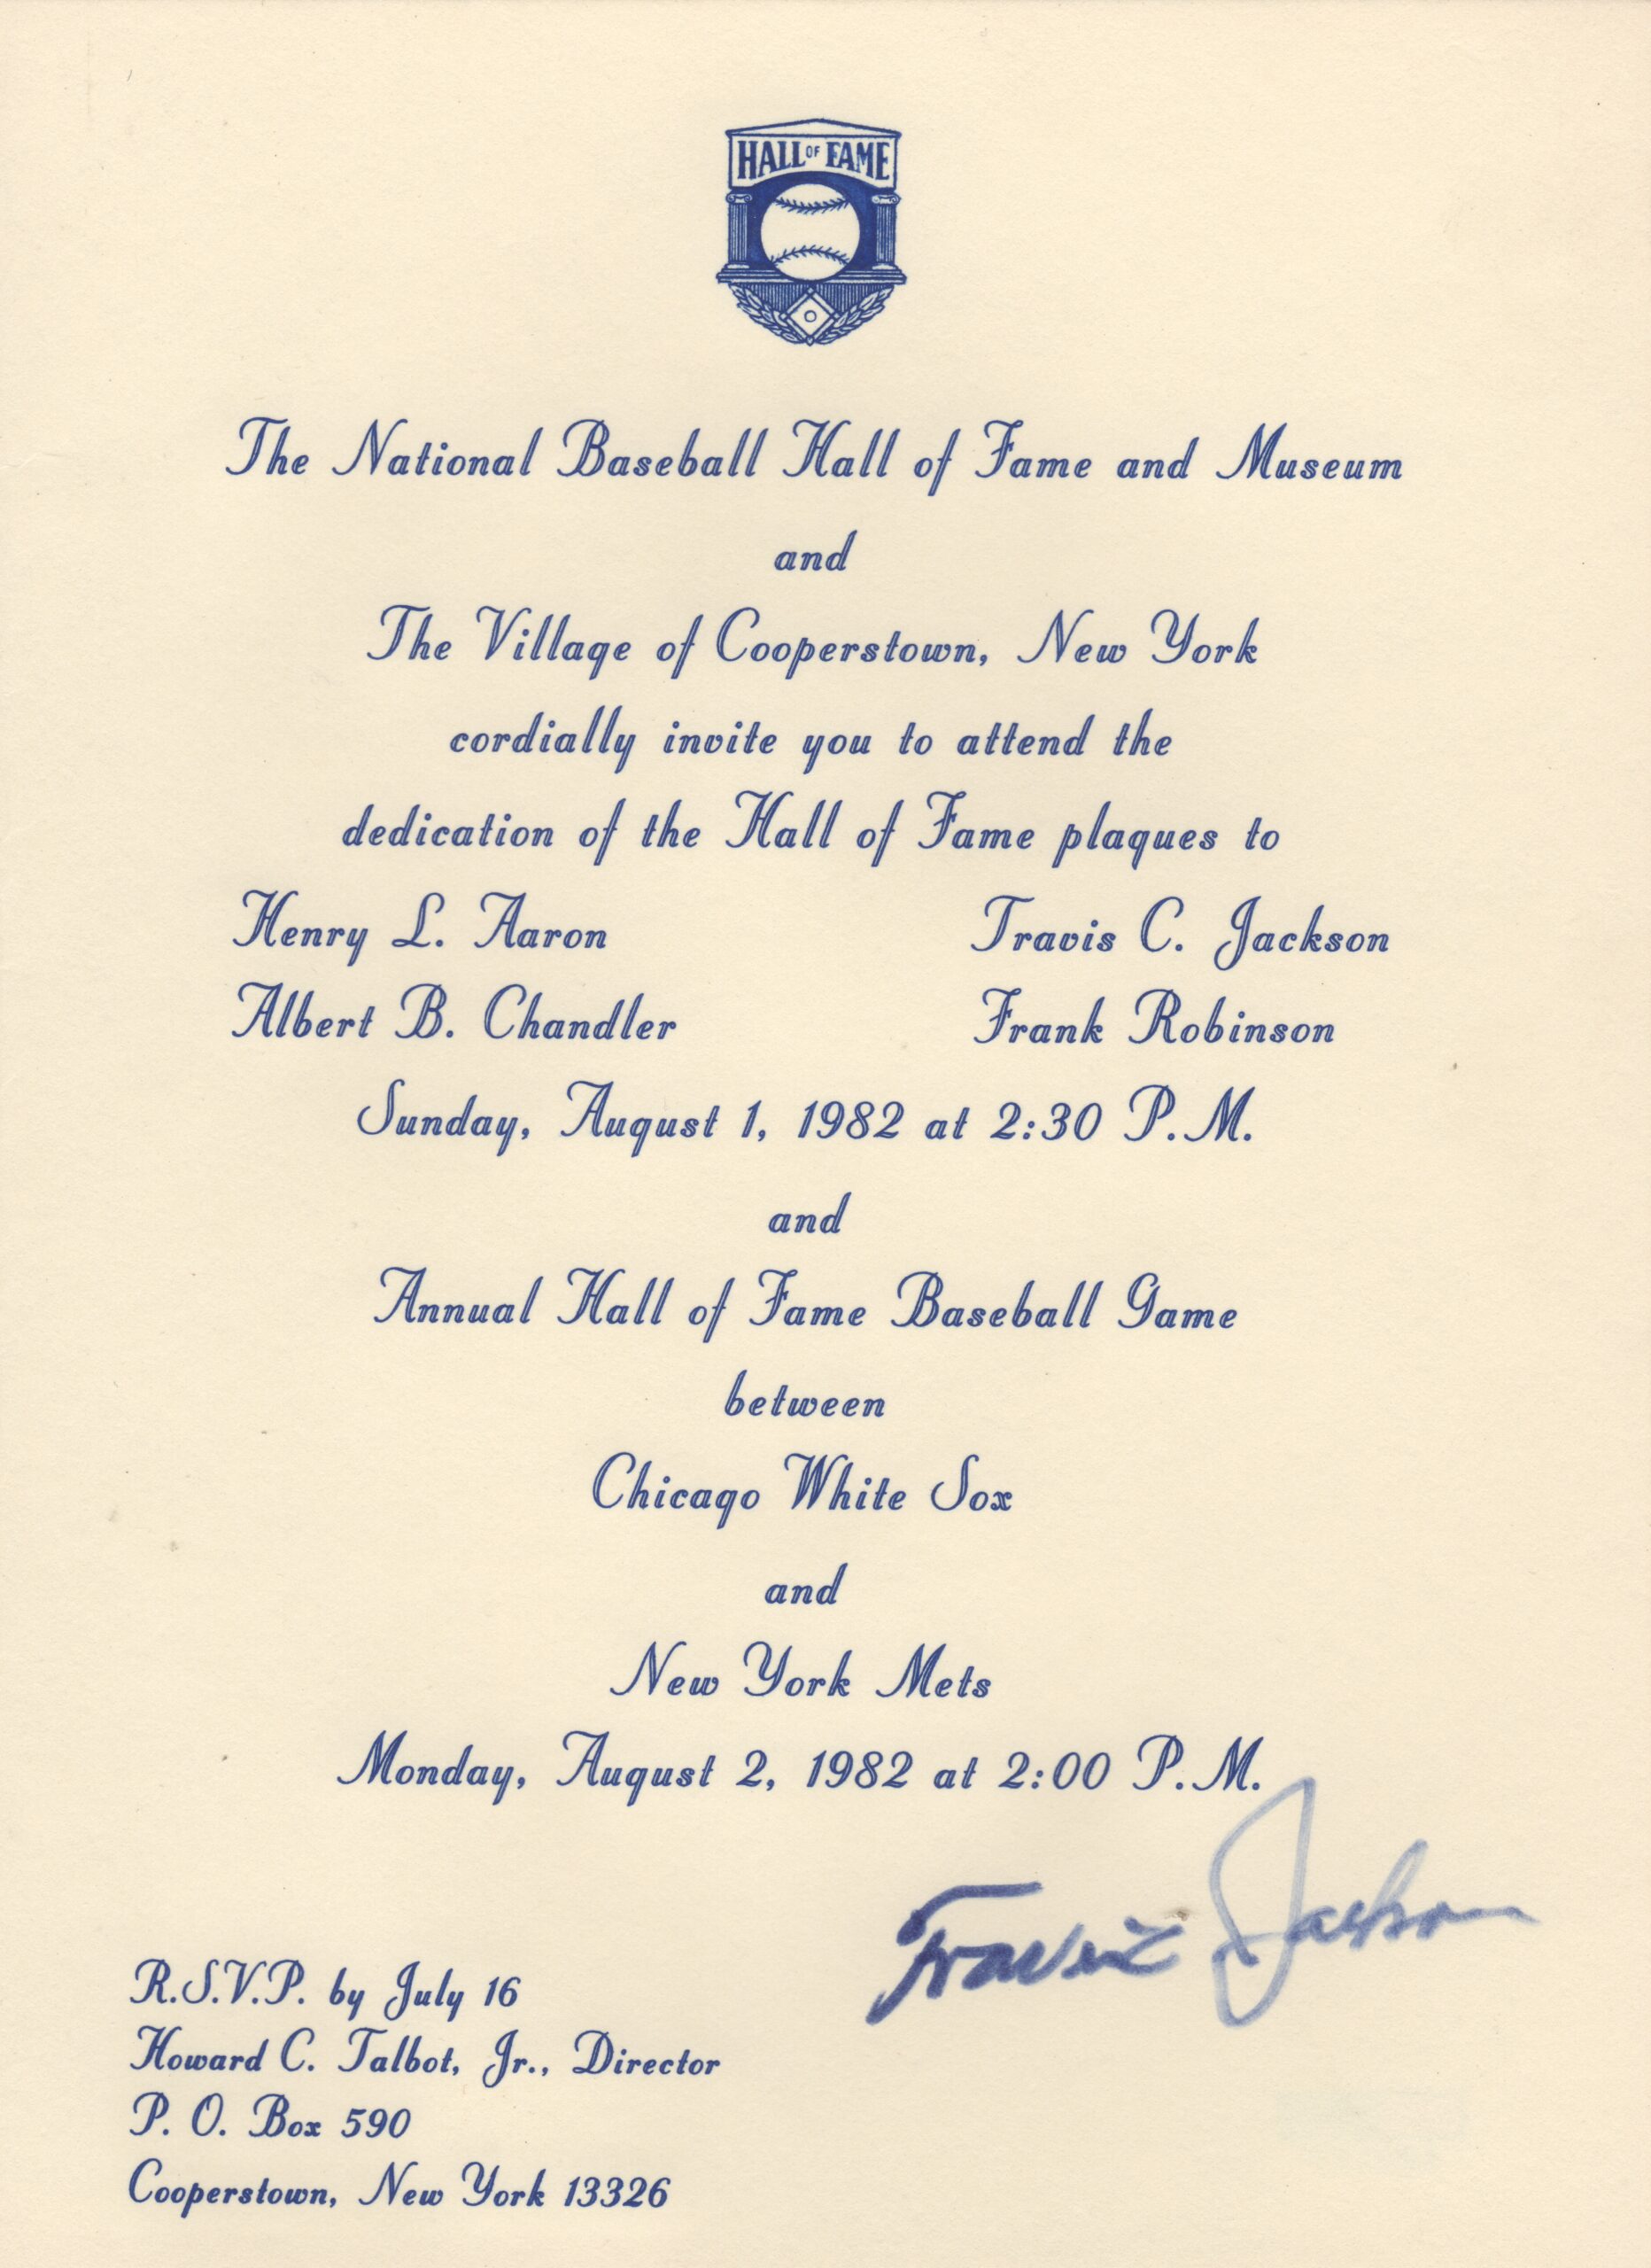 HALL OF FAME
The National Baseball Hall of Fame and Museum
and
The Village of Cooperstown, New York
cordially invite you to attend the
dedication of the Hall of Fame plaques to
Henry L. Aaron Travis C. Jackson
Albert B. Chandler Frank Robinson
Sunday, August 1, 1982 at 2:30 P.M.
and
Annual Hall of Fame Baseball Game
between
Chicago White Sox
and
New York Mets
Monday, August 2, 1982 at 2:00 P.M.
Travis Jackson
R.S.V.P. by July 16
Howard C. Talbot, Jr., Director
P. O. Box 590
Cooperstown, New York 13326